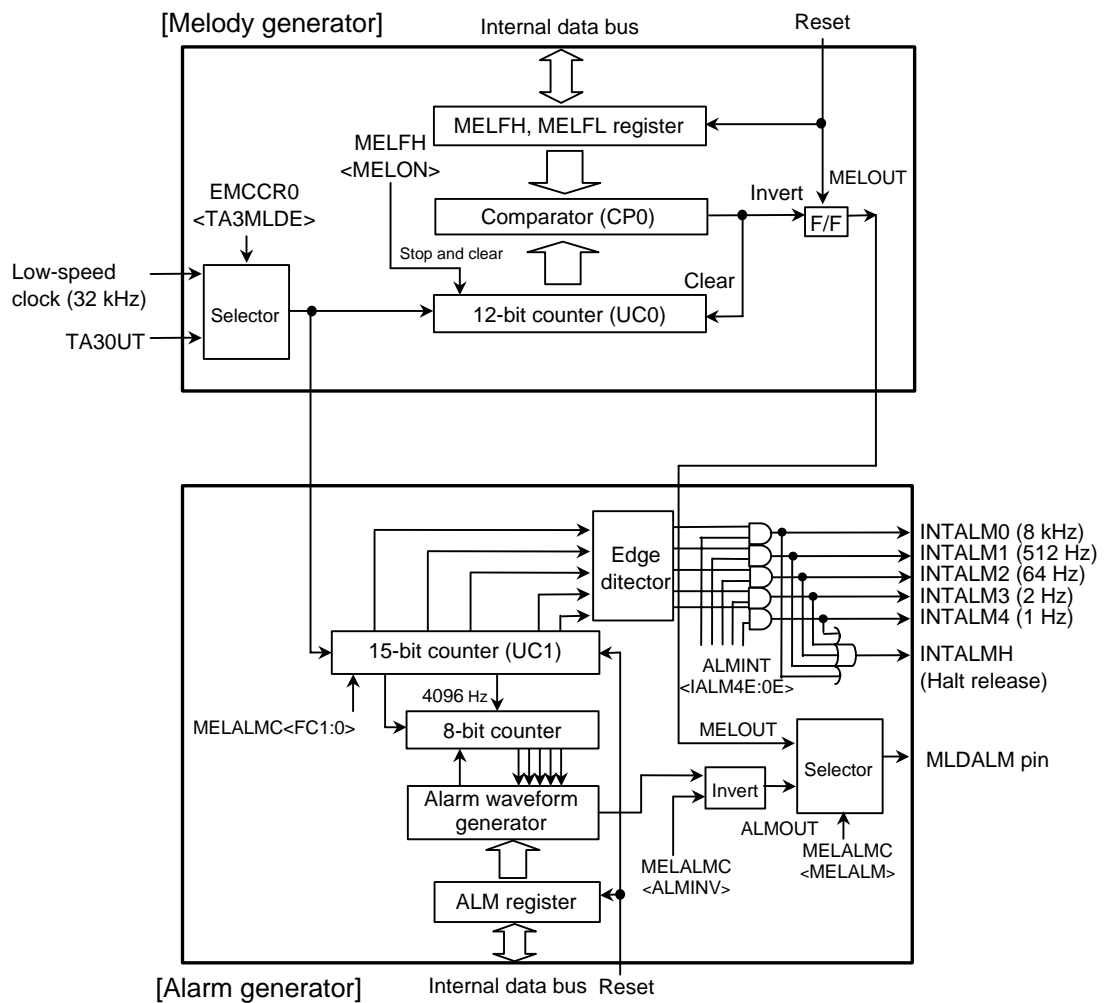 [Melody generator]
Internal data bus
Reset
MELFH, MELFL register
MELFH
<MELON>
MELOUT
EMCCR0
<TA3MLDE>
Invert
Comparator (CP0)
F/F
Stop and clear
Low-speed
clock (32 kHz)
Clear
Selector
12-bit counter (UC0)
TA30UT
Edge
ditector
INTALM0 (8 kHz)
INTALM1 (512 Hz)
INTALM2 (64 Hz)
INTALM3 (2 Hz)
INTALM4 (1 Hz)
15-bit counter (UC1)
ALMINT
<IALM4E:0E>
INTALMH
(Halt release)
4096 Hz
MELALMC<FC1:0>
8-bit counter
MELOUT
Selector
MLDALM pin
Alarm waveform
generator
Invert
ALMOUT
MELALMC
<ALMINV>
MELALMC
<MELALM>
ALM register
[Alarm generator]
Internal data bus
Reset